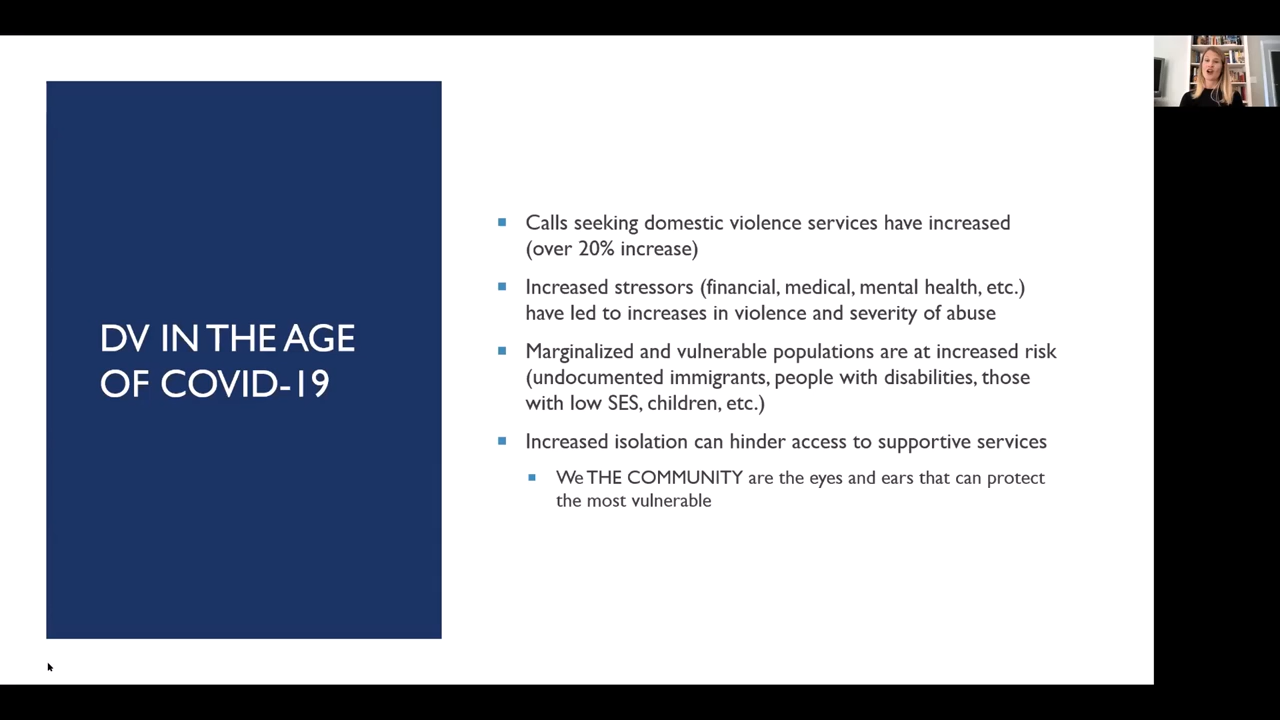 DV IN THE AGE
OF COVID-19
Calls seeking domestic violence services have increased
(over 20% increase)
Increased stressors (financial, medical, mental health, etc.)
have led to increases in violence and severity of abuse
Marginalized and vulnerable populations are at increased risk
(undocumented immigrants, people with disabilities, those
with low SES, children, etc.)
Increased isolation can hinder access to supportive services
We THE COMMUNITY are the eyes and ears that can protect
the most vulnerable